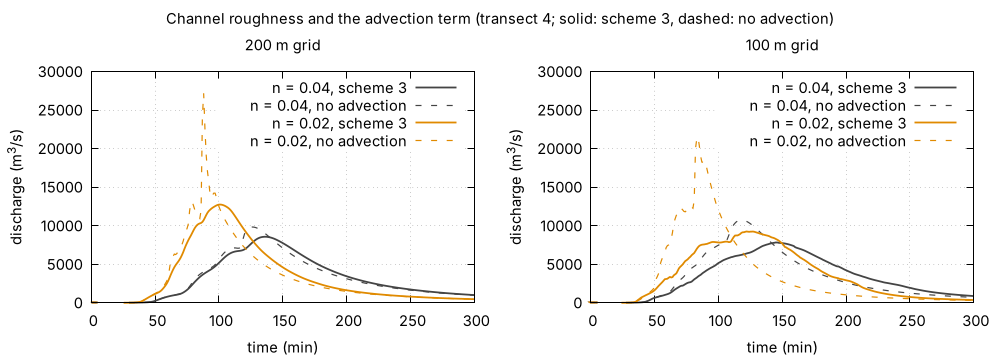 Channel roughness and the advection term (transect 4; solid: scheme 3, dashed: no advection)
200 m grid
30000
25000
20000
15000
10000
5000
0
discharge (m³/s)
n = 0.04, scheme 3
n = 0.04, no advection
n = 0.02, scheme 3
n = 0.02, no advection
0 50 100 150 200 250 300
time (min)
100 m grid
30000
25000
20000
15000
10000
5000
0
discharge (m³/s)
n = 0.04, scheme 3
n = 0.04, no advection
n = 0.02, scheme 3
n = 0.02, no advection
0 50 100 150 200 250 300
time (min)